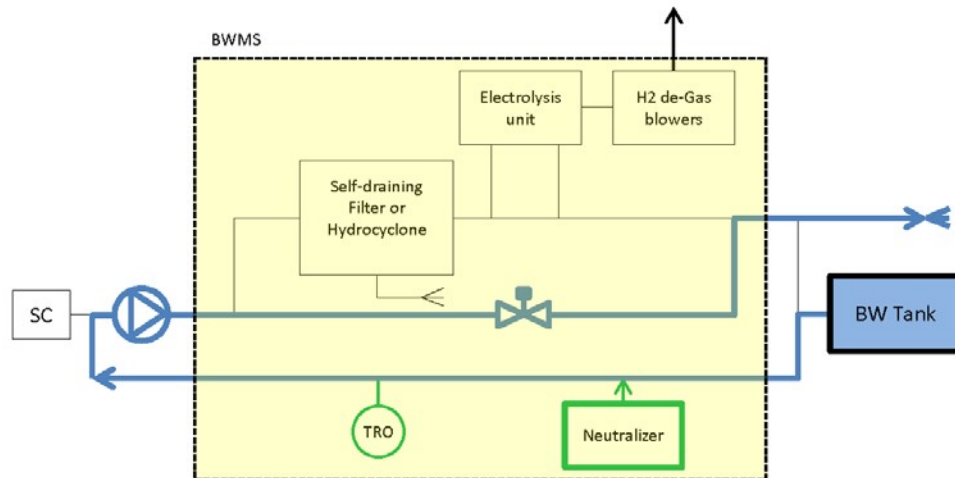 BWMS
Electrolysis
unit
H2 de-Gas
blowers
Self-draining
Filter or
Hydrocyclone
SC
BW Tank
TRO
Neutralizer